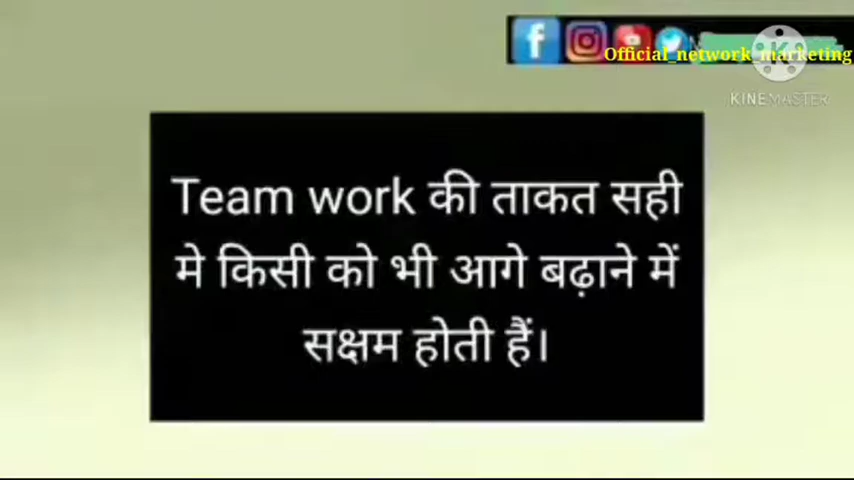 Official_network_marketing
KINEMASTER
Team work की ताकत सही
मे किसी को भी आगे बढ़ाने में
सक्षम होती हैं।